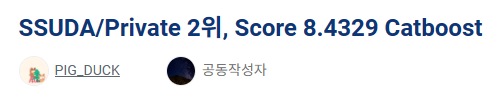 SSUDA/Private 2위, Score 8.4329 Catboost
PIG_DUCK 공동작성자